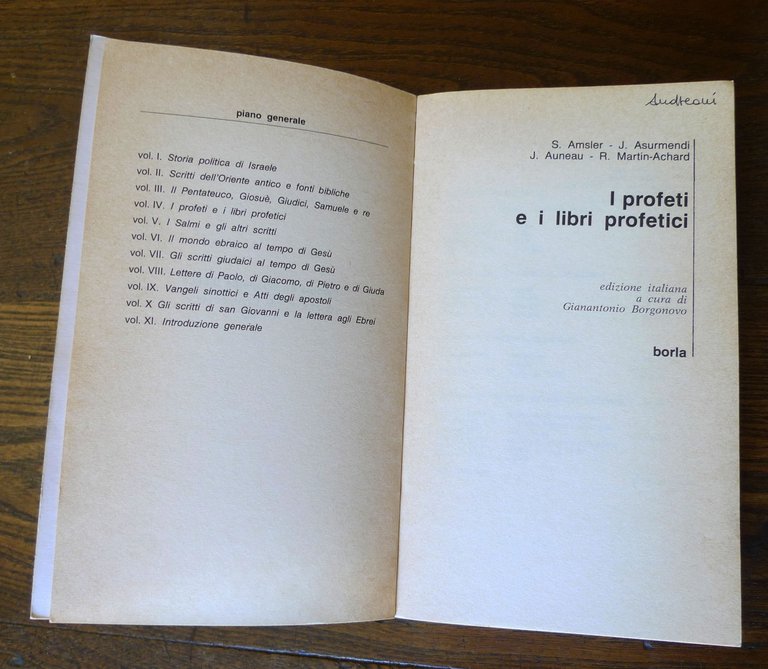 piano generale
vol. I. Storia politica di Israele
vol. II. Scritti dell'Oriente antico e fonti bibliche
vol. III. Il Pentateuco, Giosuè, Giudici, Samuele e re
vol. IV. I profeti e i libri profetici
vol. V. I Salmi e gli altri scritti
vol. VI. Il mondo ebraico al tempo di Gesù
vol. VII. Gli scritti giudaici al tempo di Gesù
vol. VIII. Lettere di Paolo, di Giacomo, di Pietro e di Giuda
vol. IX. Vangeli sinottici e Atti degli apostoli
vol. X Gli scritti di san Giovanni e la lettera agli Ebrei
vol. XI. Introduzione generale
Andreoni
S. Amsler - J. Asurmendi
J. Auneau - R. Martin-Achard
I profeti
e i libri profetici
edizione italiana
a cura di
Gianantonio Borgonovo
borla